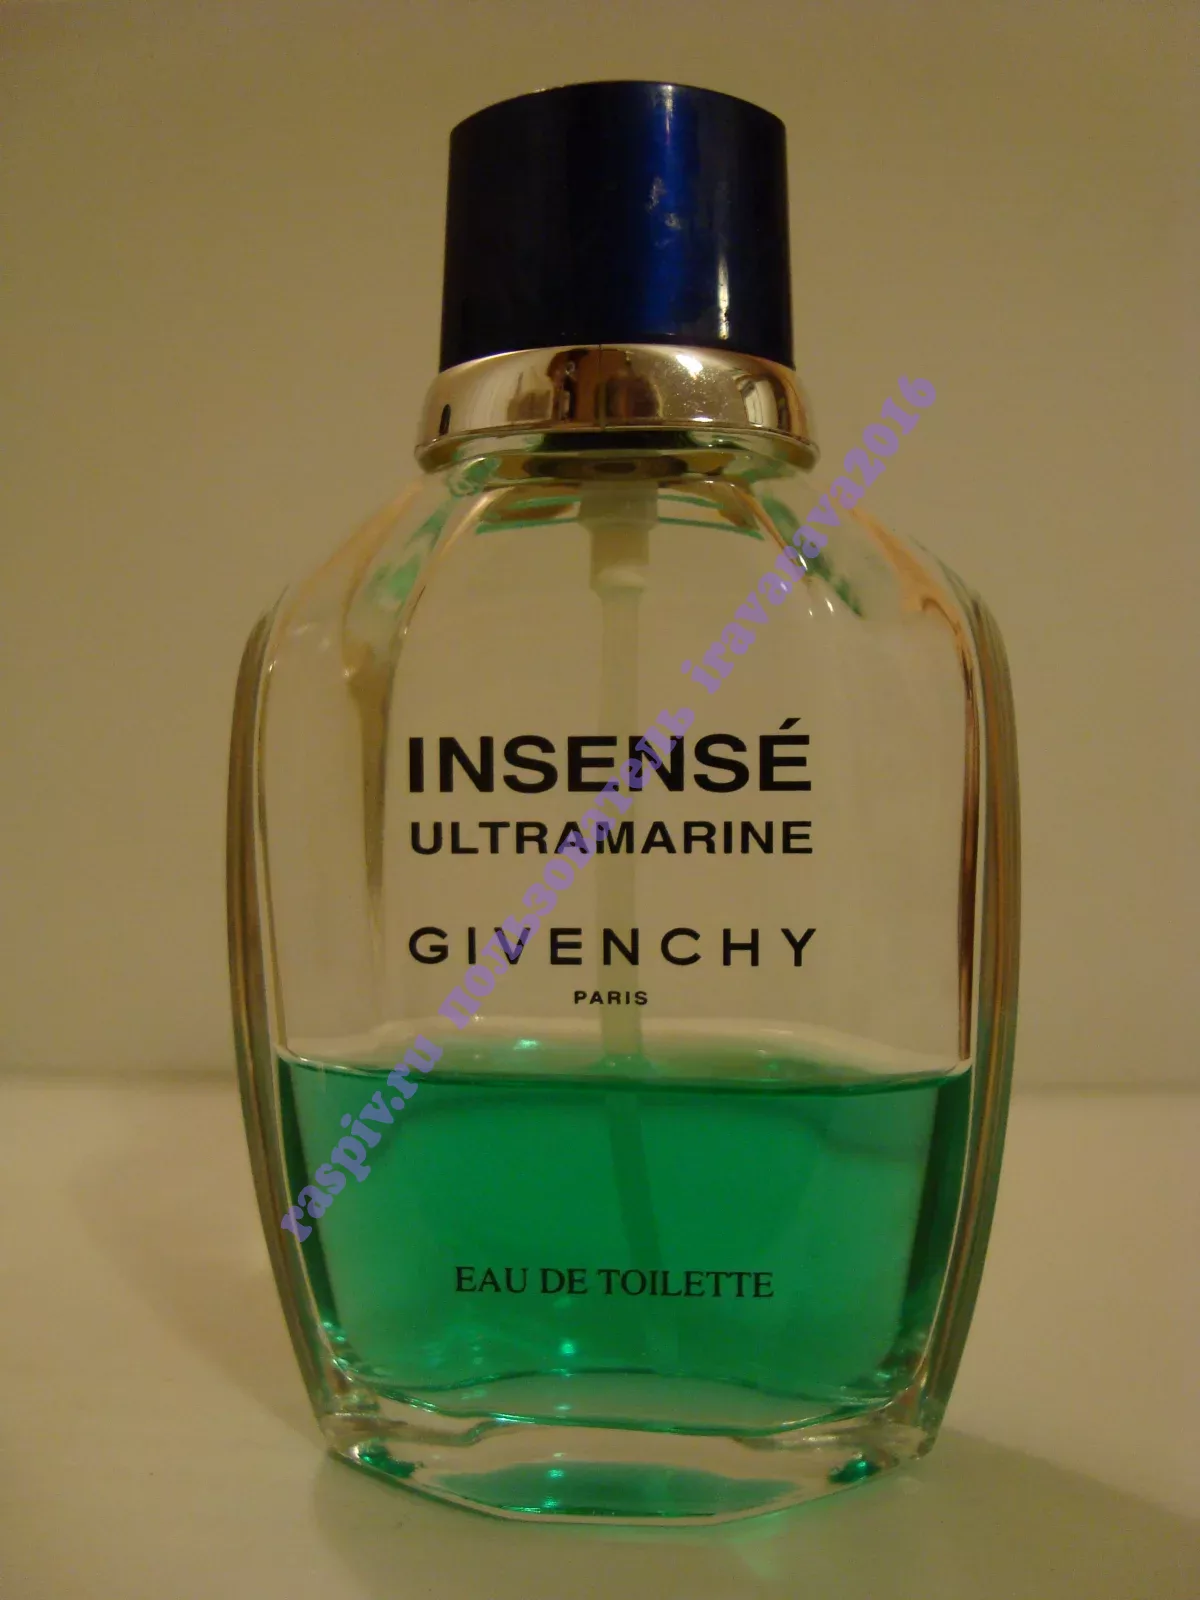 INSENSÉ
ULTRAMARINE
GIVENCHY
PARIS
EAU DE TOILETTE
raspiv.ru пользователь iravarava2016